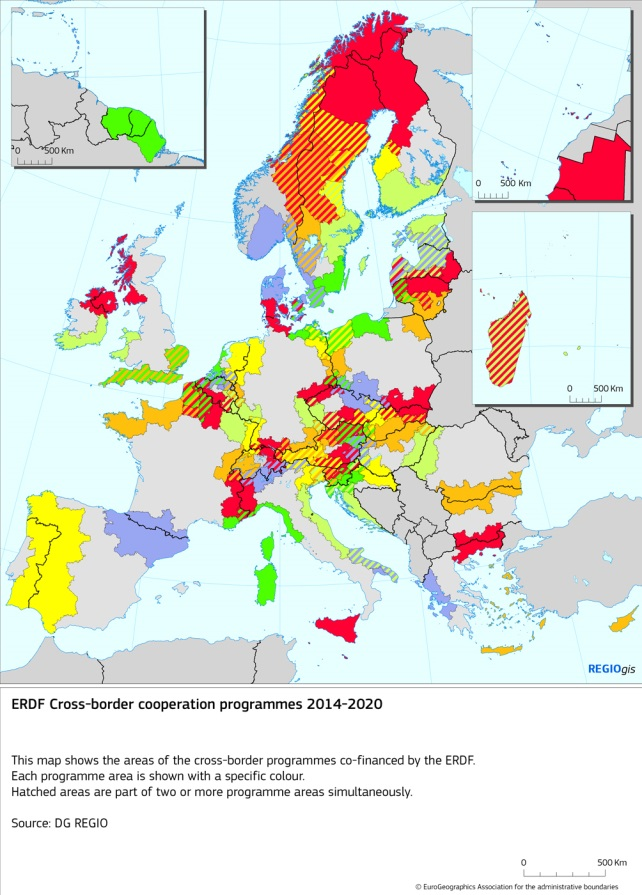 0 500 Km
0 500 Km
0 500 Km
REGIOgis
ERDF Cross-border cooperation programmes 2014-2020
This map shows the areas of the cross-border programmes co-financed by the ERDF.
Each programme area is shown with a specific colour.
Hatched areas are part of two or more programme areas simultaneously.
Source: DG REGIO
0 500 Km
© EuroGeographics Association for the administrative boundaries